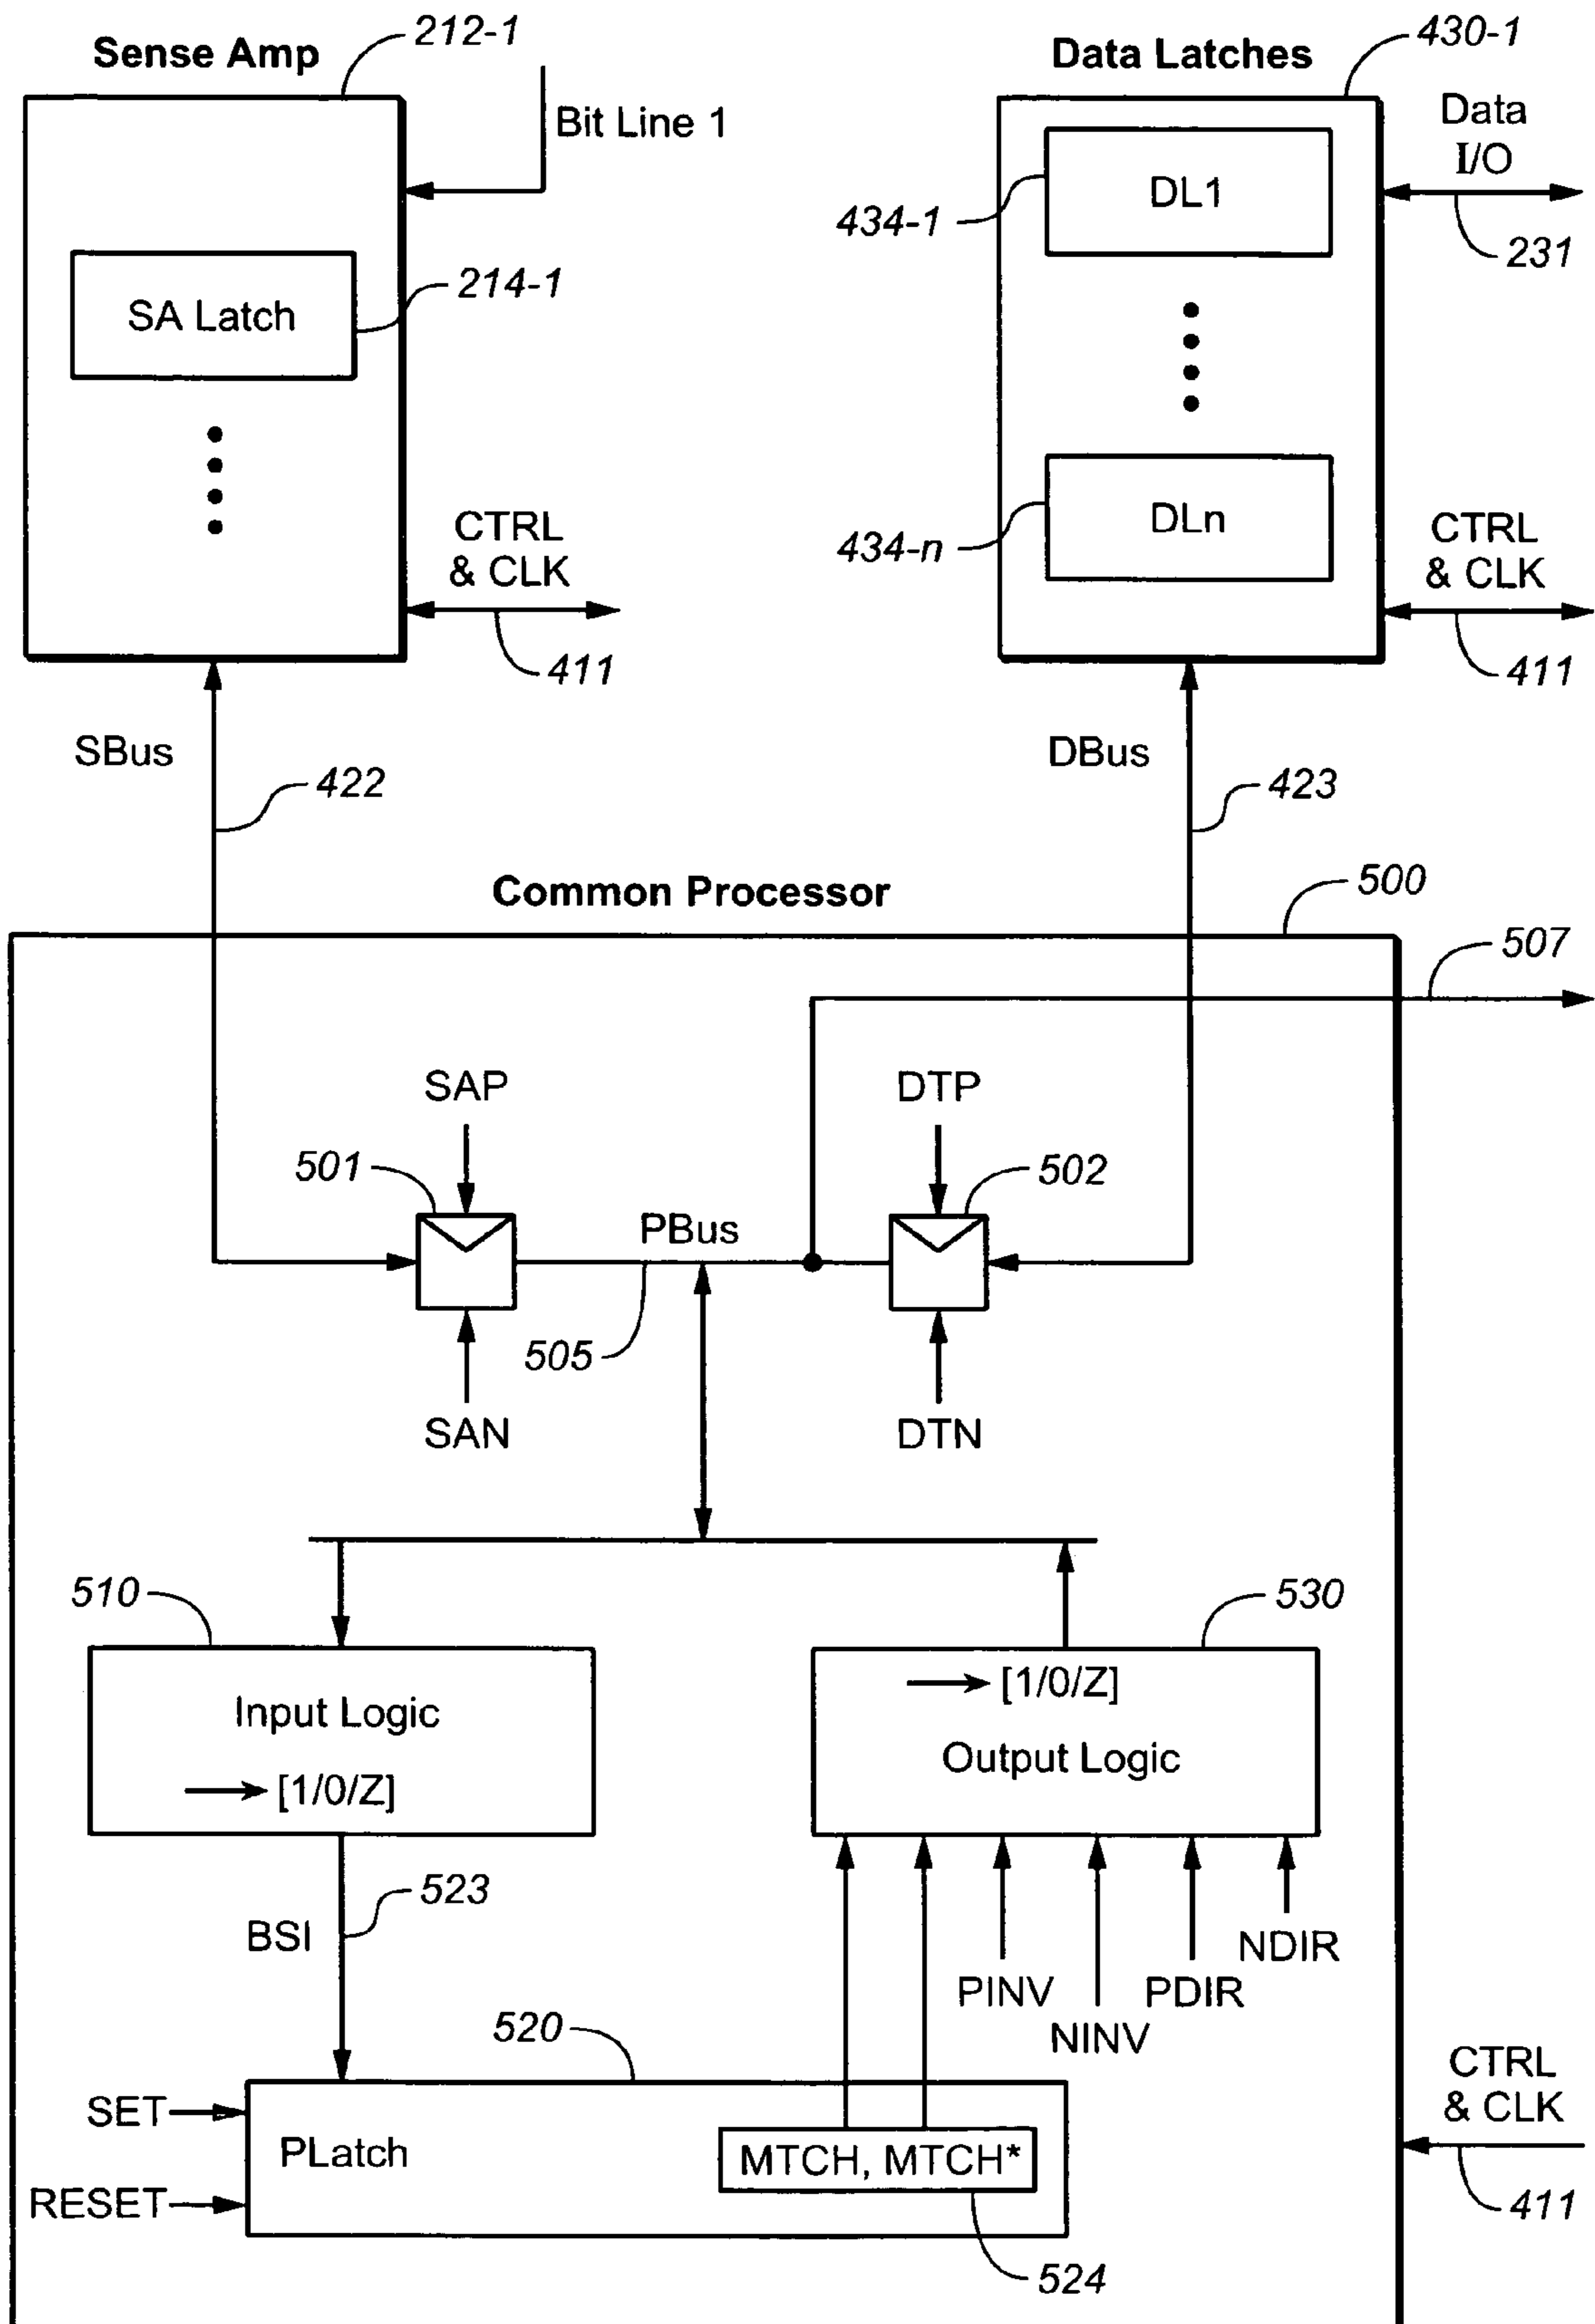 212-1
430-1
Sense Amp
Data Latches
Bit Line 1
Data
I/O
DL1
434-1
231
214-1
SA Latch
CTRL
& CLK
DLn
434-n
CTRL
& CLK
411
411
SBus
DBus
422
423
Common Processor
500
507
SAP
DTP
501
502
PBus
505
SAN
DTN
510
530
Input Logic
[1/0/Z]
[1/0/Z]
Output Logic
523
BSI
NDIR
PINV
PDIR
NINV
520
CTRL
& CLK
SET
PLatch
MTCH, MTCH*
RESET
411
524